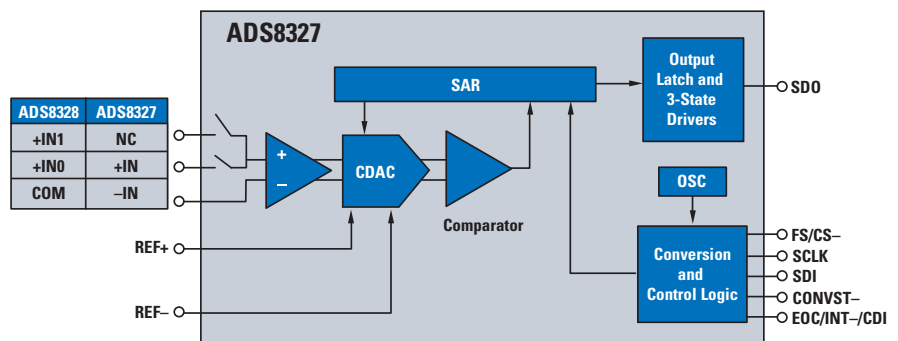 ADS8327
Output
Latch and
3-State
Drivers
SDO
SAR
ADS8328 ADS8327
+IN1 NC
+IN0 +IN
COM –IN
+
–
CDAC
Comparator
OSC
REF+
REF–
Conversion
and
Control Logic
FS/CS–
SCLK
SDI
CONVST–
EOC/INT–/CDI